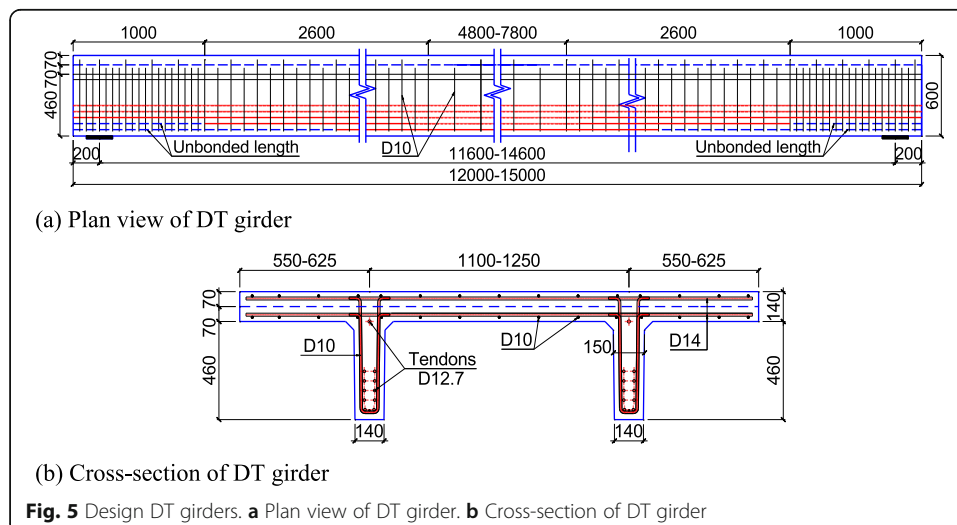 1000 2600 4800-7800 2600 1000
460 70 70
600
Unbonded length D10 Unbonded length
200 11600-14600 200
12000-15000
(a) Plan view of DT girder
550-625 1100-1250 550-625
70 140
70
D10 D10 D14
150
460 Tendons 460
D12.7
140 140
(b) Cross-section of DT girder
Fig. 5 Design DT girders. a Plan view of DT girder. b Cross-section of DT girder